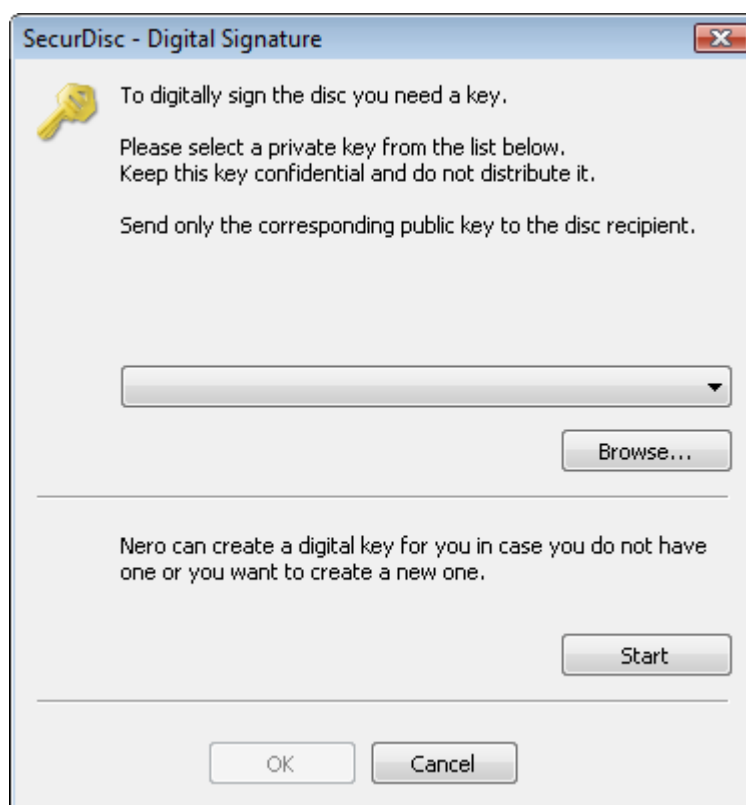 SecurDisc - Digital Signature
To digitally sign the disc you need a key.
Please select a private key from the list below.
Keep this key confidential and do not distribute it.
Send only the corresponding public key to the disc recipient.
Browse...
Nero can create a digital key for you in case you do not have
one or you want to create a new one.
Start
OK
Cancel